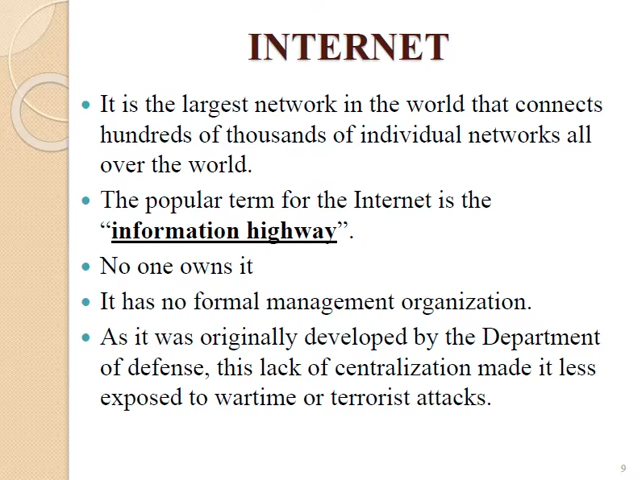 INTERNET
• It is the largest network in the world that connects
hundreds of thousands of individual networks all
over the world.
• The popular term for the Internet is the
“information highway”.
• No one owns it
• It has no formal management organization.
• As it was originally developed by the Department
of defense, this lack of centralization made it less
exposed to wartime or terrorist attacks.
9